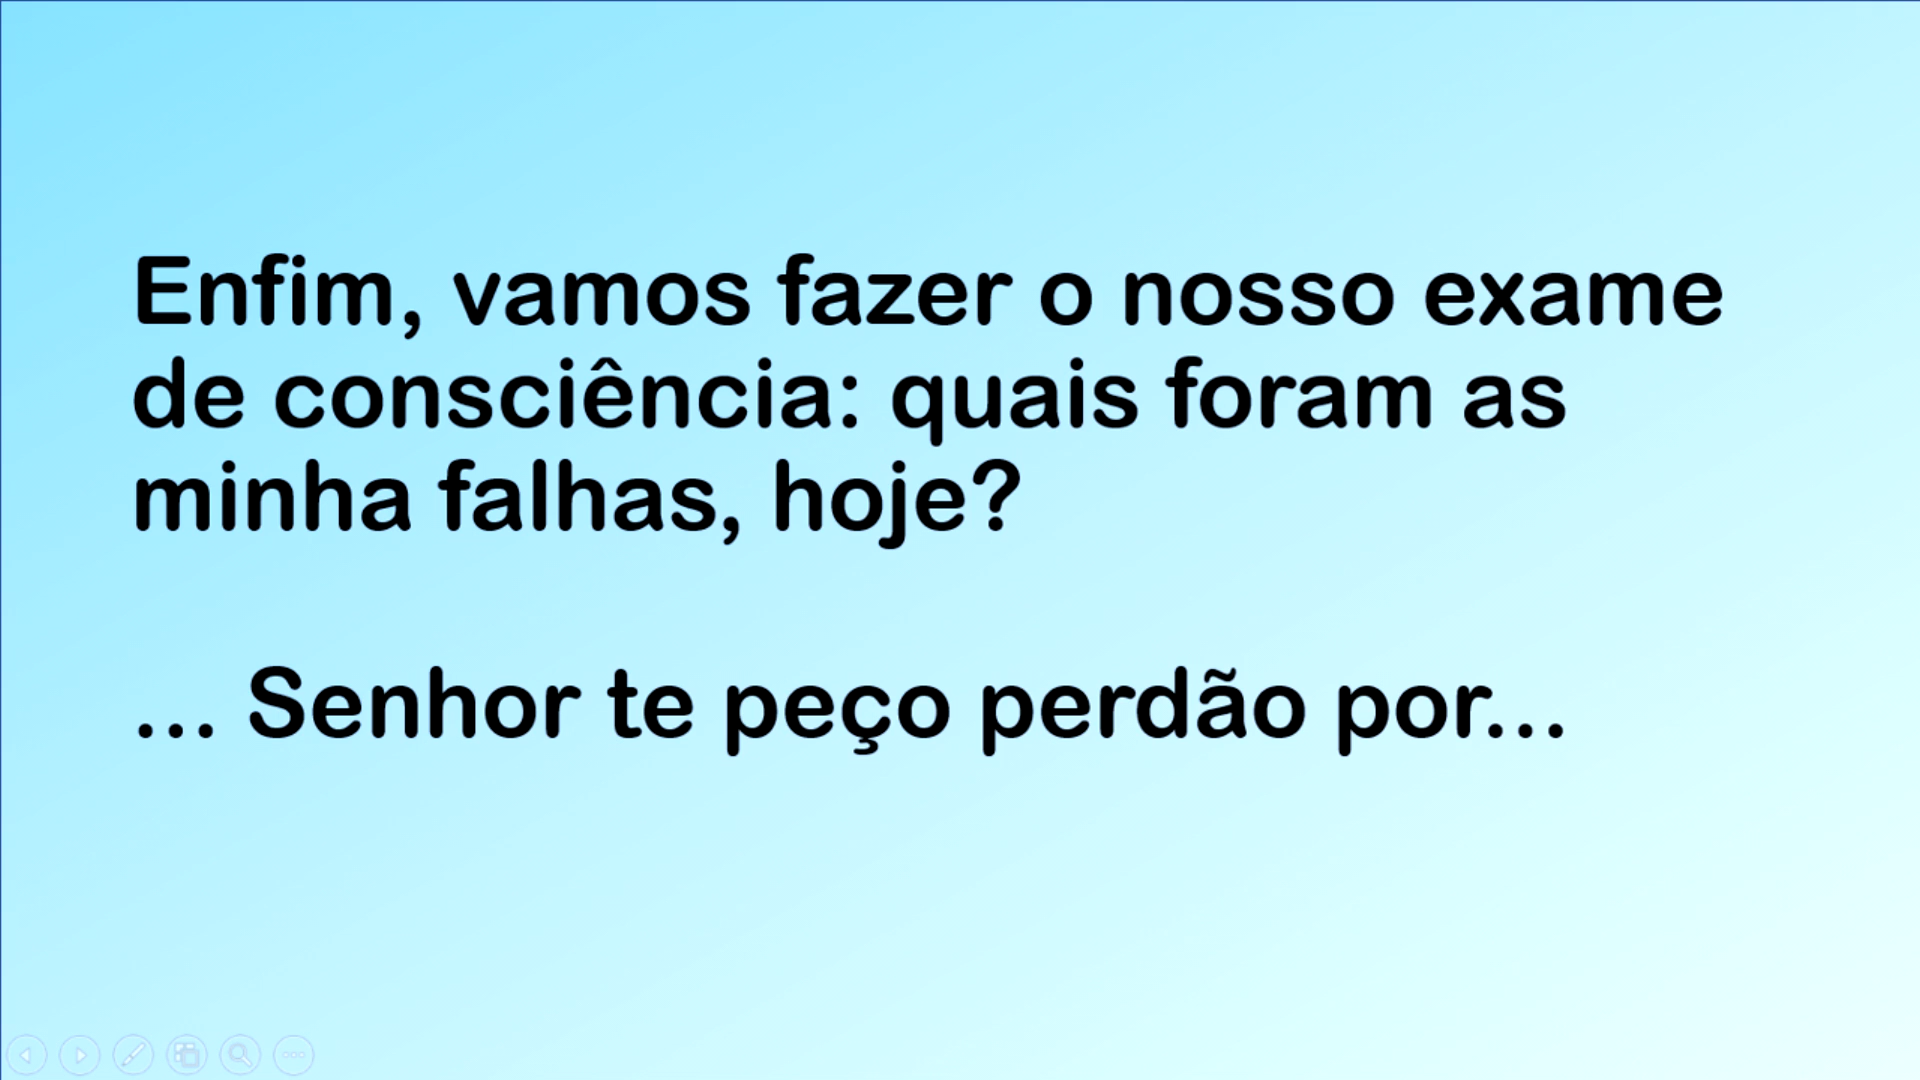 Enfim, vamos fazer o nosso exame
de consciência: quais foram as
minha falhas, hoje?
... Senhor te peço perdão por...